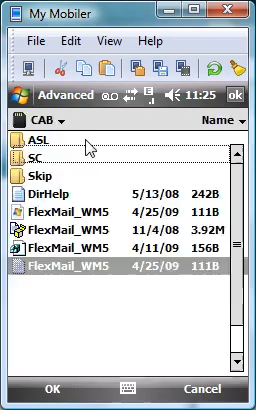 My Mobiler
File Edit View Help
Advanced 11:25 ok
CAB Name
ASL
SC
Skip
DirHelp 5/13/08 242B
FlexMail_WM5 4/25/09 111B
FlexMail_WM5 11/4/08 3.92M
FlexMail_WM5 4/11/09 156B
FlexMail_WM5 4/25/09 111B
OK Cancel